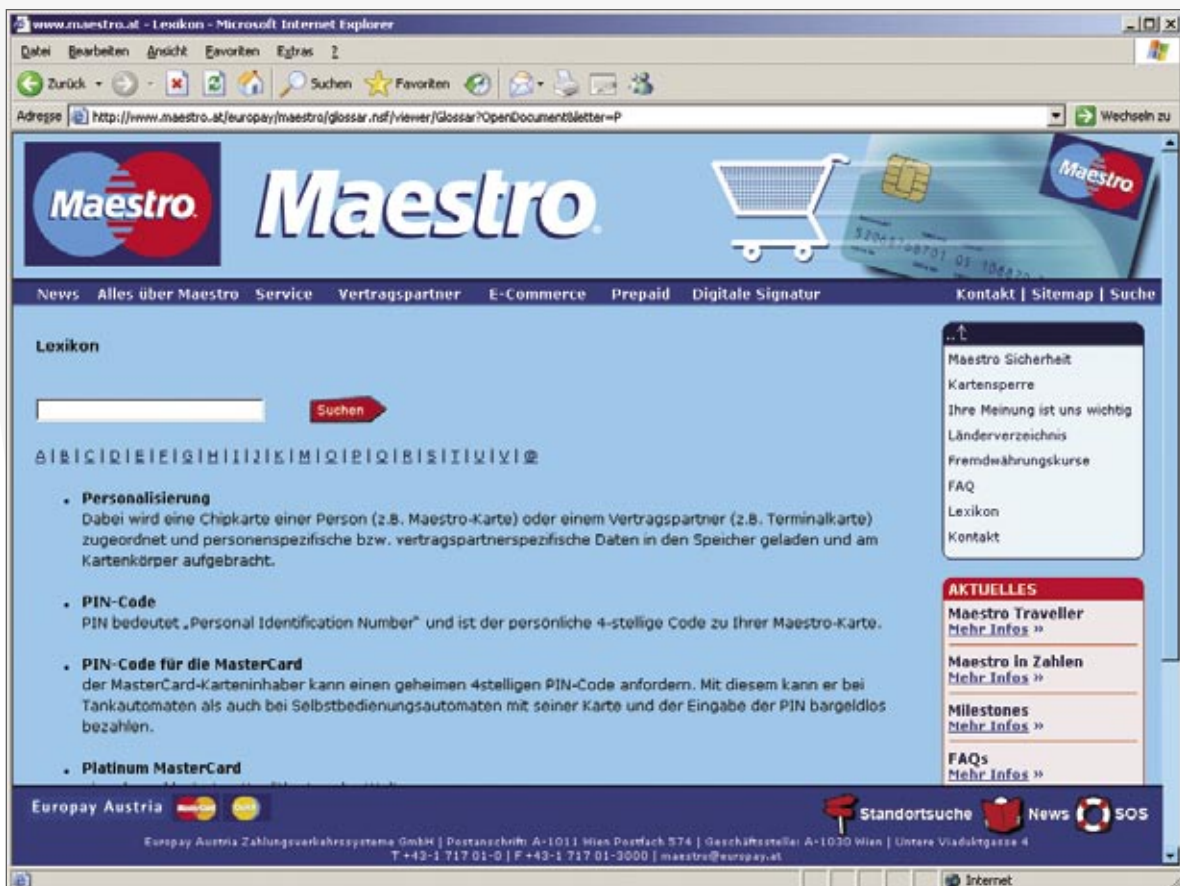 www.maestro.at - Lexikon - Microsoft Internet Explorer
Datei Bearbeiten Ansicht Favoriten Extras ?
Zurück Suchen Favoriten
Adresse http://www.maestro.at/europay/maestro/glossar.nsf/viewer/Glossar?OpenDocument&letter=P Wechseln zu
Maestro Maestro Maestro
News Alles über Maestro Service Vertragspartner E-Commerce Prepaid Digitale Signatur Kontakt | Sitemap | Suche
Lexikon
Suchen
A | B | C | D | E | F | G | H | I | J | K | M | O | P | Q | R | S | T | U | V | @
• Personalisierung
Dabei wird eine Chipkarte einer Person (z.B. Maestro-Karte) oder einem Vertragspartner (z.B. Terminalkarte)
zugeordnet und personenspezifische bzw. vertragspartnerspezifische Daten in den Speicher geladen und am
Kartenkörper aufgebracht.
• PIN-Code
PIN bedeutet „Personal Identification Number" und ist der persönliche 4-stellige Code zu Ihrer Maestro-Karte.
• PIN-Code für die MasterCard
der MasterCard-Karteninhaber kann einen geheimen 4stelligen PIN-Code anfordern. Mit diesem kann er bei
Tankautomaten als auch bei Selbstbedienungsautomaten mit seiner Karte und der Eingabe der PIN bargeldlos
bezahlen.
• Platinum MasterCard
..
Maestro Sicherheit
Kartensperre
Ihre Meinung ist uns wichtig
Länderverzeichnis
Fremdwährungskurse
FAQ
Lexikon
Kontakt
AKTUELLES
Maestro Traveller
Mehr Infos »
Maestro in Zahlen
Mehr Infos »
Milestones
Mehr Infos »
FAQs
Mehr Infos »
Europay Austria MasterCard Standortsuche News SOS
Europay Austria Zahlungsverkehrssysteme GmbH | Postanschrift: A-1011 Wien Postfach 574 | Geschäftsstelle: A-1030 Wien | Untere Viaduktgasse 4
T +43-1 717 01-0 | F +43-1 717 01-3000 | maestro@europay.at
Internet